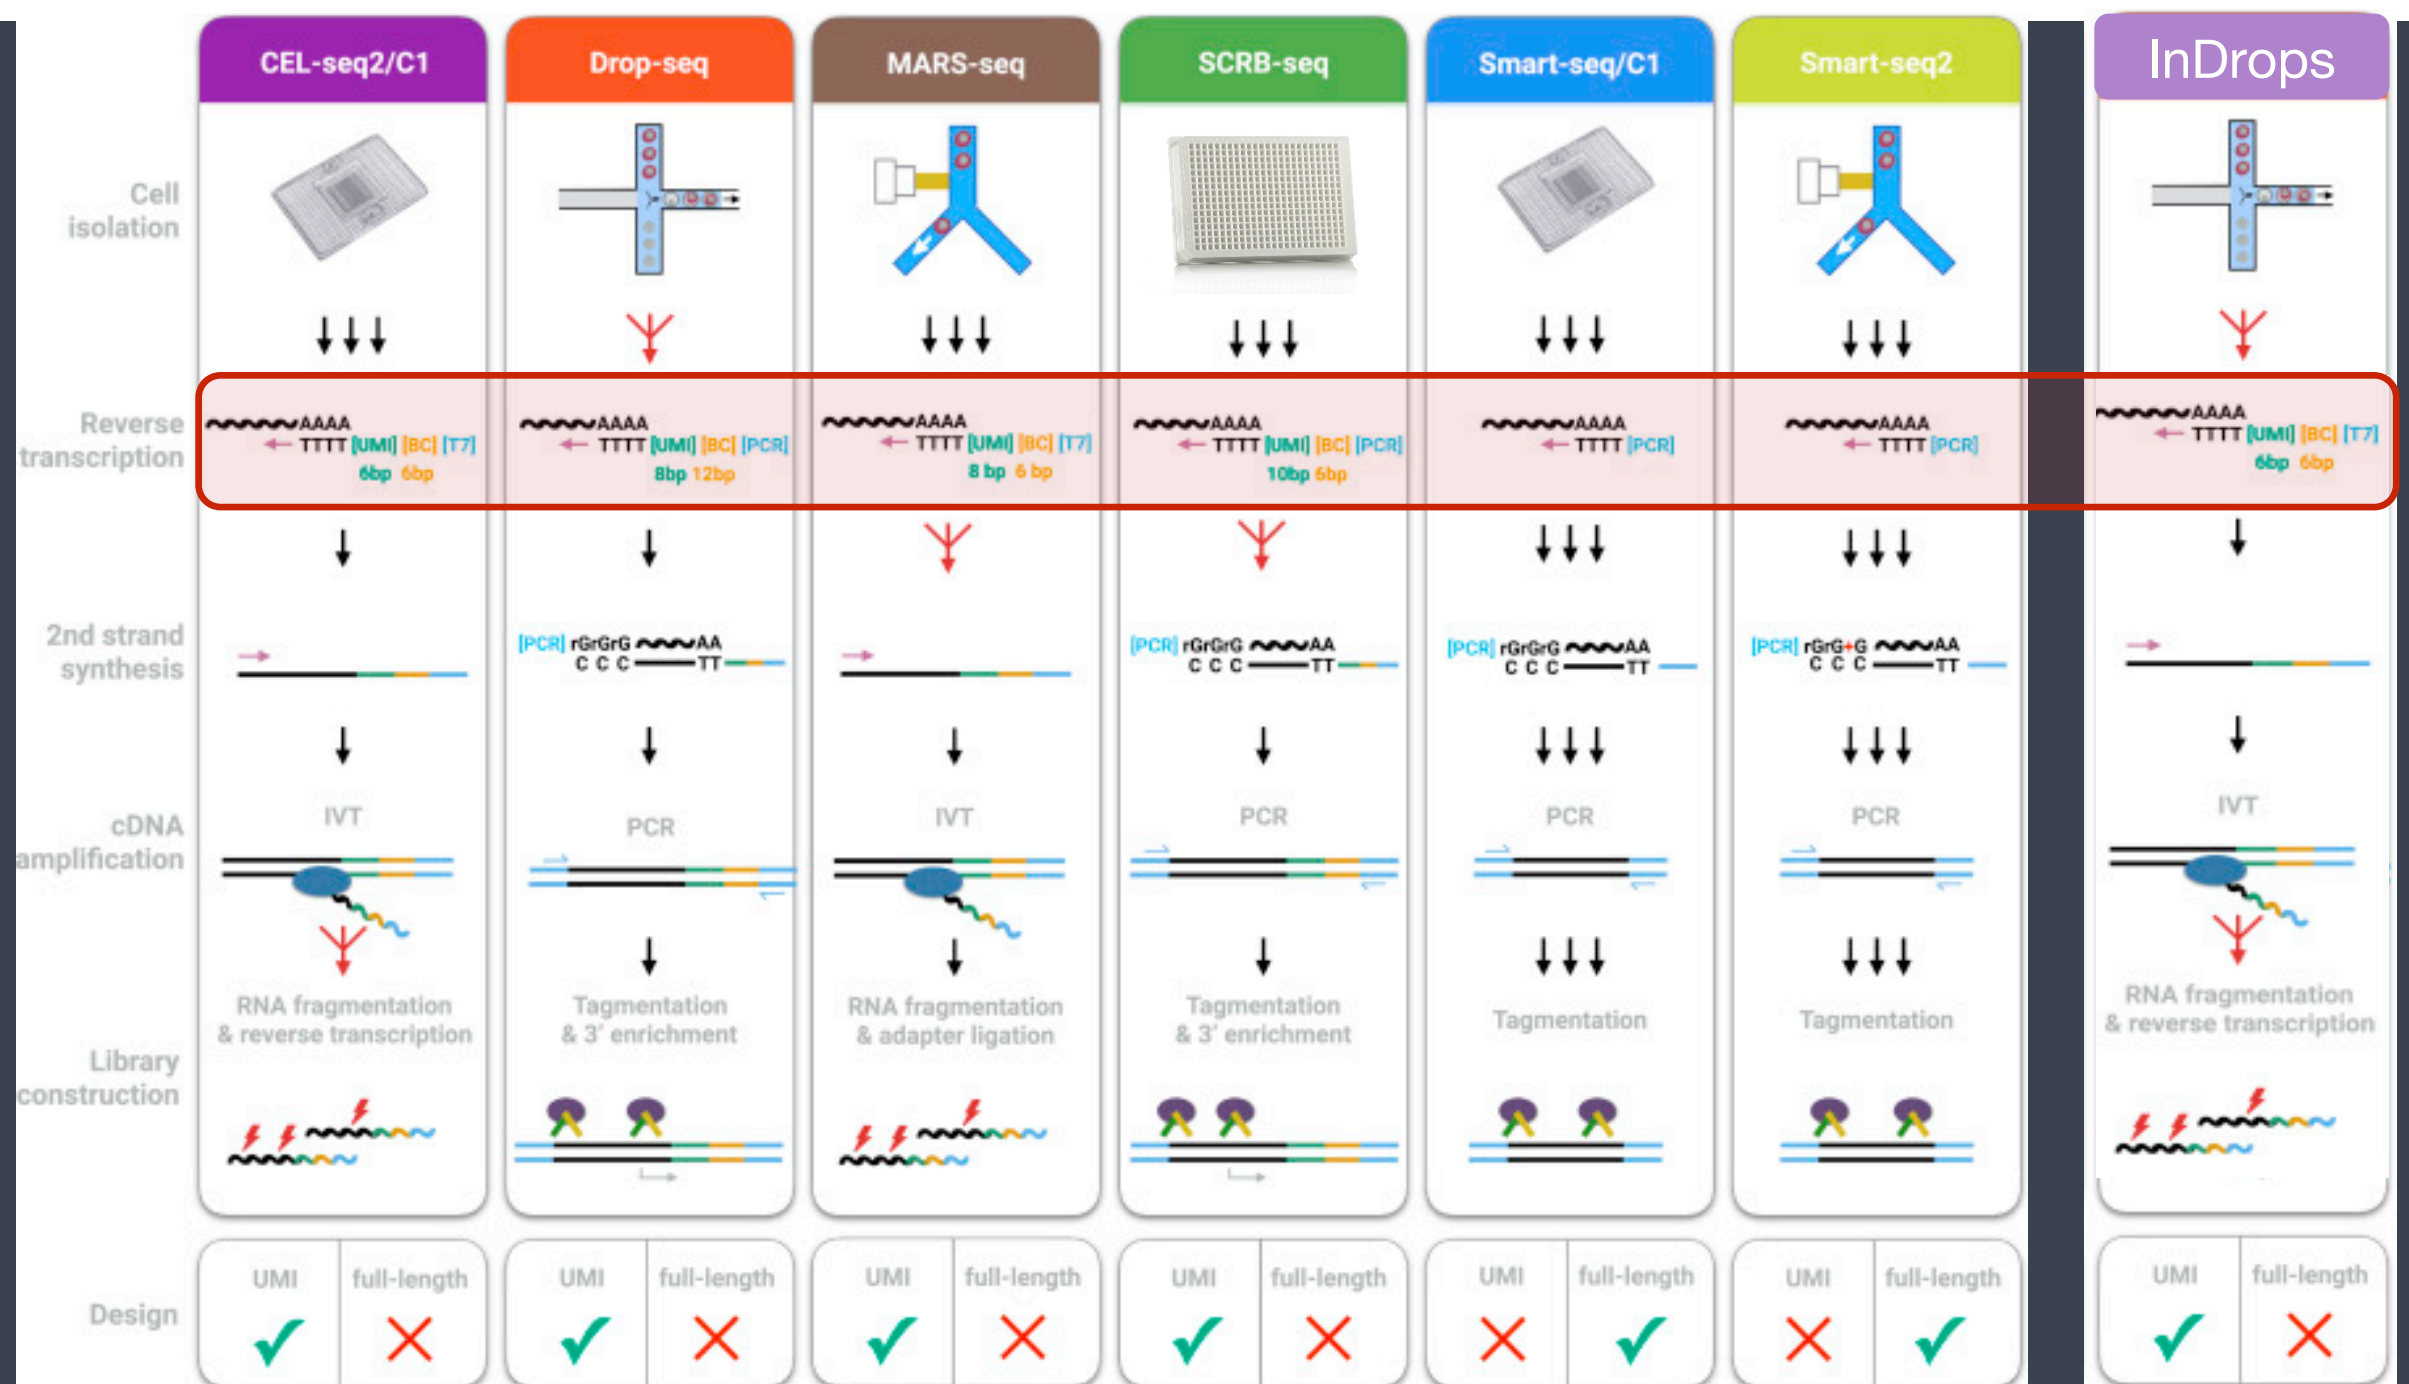 CEL-seq2/C1
Drop-seq
MARS-seq
SCRB-seq
Smart-seq/C1
Smart-seq2
InDrops
Cell
isolation
Reverse
transcription
AAAA
TTTT [UMI] [BC] [T7]
6bp 6bp
AAAA
TTTT [UMI] [BC] [PCR]
8bp 12bp
AAAA
TTTT [UMI] [BC] [T7]
8 bp 6 bp
AAAA
TTTT [UMI] [BC] [PCR]
10bp 6bp
AAAA
TTTT [PCR]
AAAA
TTTT [PCR]
AAAA
TTTT [UMI] [BC] [T7]
6bp 6bp
2nd strand
synthesis
[PCR] rGrGrG AA
C C C TT
[PCR] rGrGrG AA
C C C TT
[PCR] rGrGrG AA
C C C TT
[PCR] rGrG+G AA
C C C TT
cDNA
amplification
IVT
PCR
IVT
PCR
PCR
PCR
IVT
Library
construction
RNA fragmentation
& reverse transcription
Tagmentation
& 3' enrichment
RNA fragmentation
& adapter ligation
Tagmentation
& 3' enrichment
Tagmentation
Tagmentation
RNA fragmentation
& reverse transcription
Design
UMI full-length
UMI full-length
UMI full-length
UMI full-length
UMI full-length
UMI full-length
UMI full-length